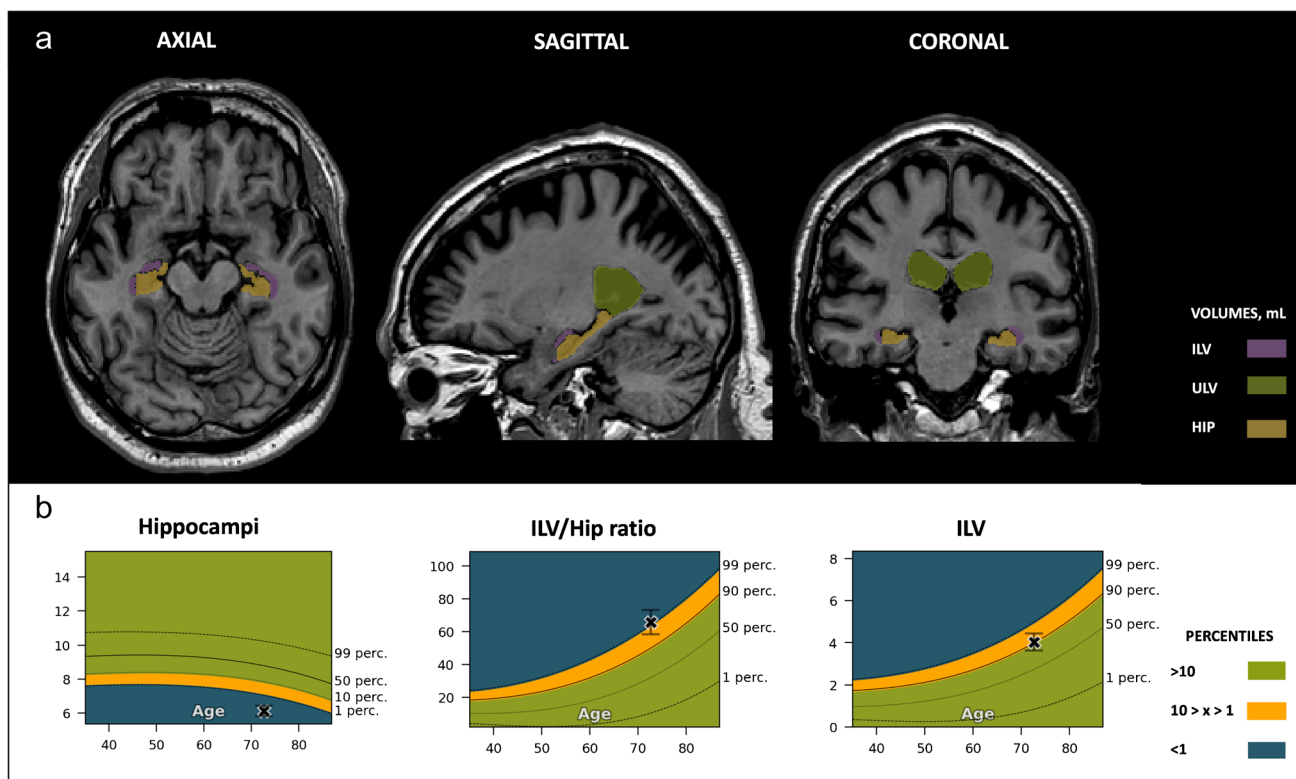 a
AXIAL
SAGITTAL
CORONAL
VOLUMES, mL
ILV
ULV
HIP
b
Hippocampi
14
12
10
8
6
99 perc.
50 perc.
10 perc.
1 perc.
Age
40 50 60 70 80
ILV/Hip ratio
100
80
60
40
20
99 perc.
90 perc.
50 perc.
1 perc.
Age
40 50 60 70 80
ILV
8
6
4
2
0
99 perc.
90 perc.
50 perc.
1 perc.
Age
40 50 60 70 80
PERCENTILES
>10
10 > x > 1
<1